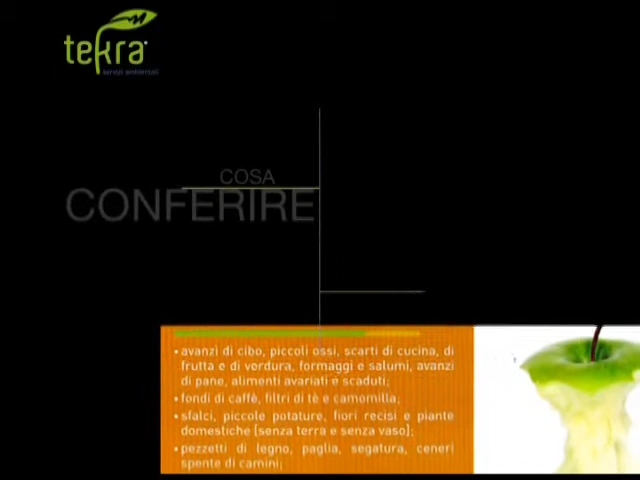 tekra
servizi ambientali
COSA
CONFERIRE
•avanzi di cibo, piccoli ossi, scarti di cucina, di
frutta e di verdura, formaggi e salumi, avanzi
di pane, alimenti avariati e scaduti;
•fondi di caffè, filtri di tè e camomilla;
•sfalci, piccole potature, fiori recisi e piante
domestiche [senza terra e senza vaso];
•pezzetti di legno, paglia, segatura, ceneri
spente di camini;